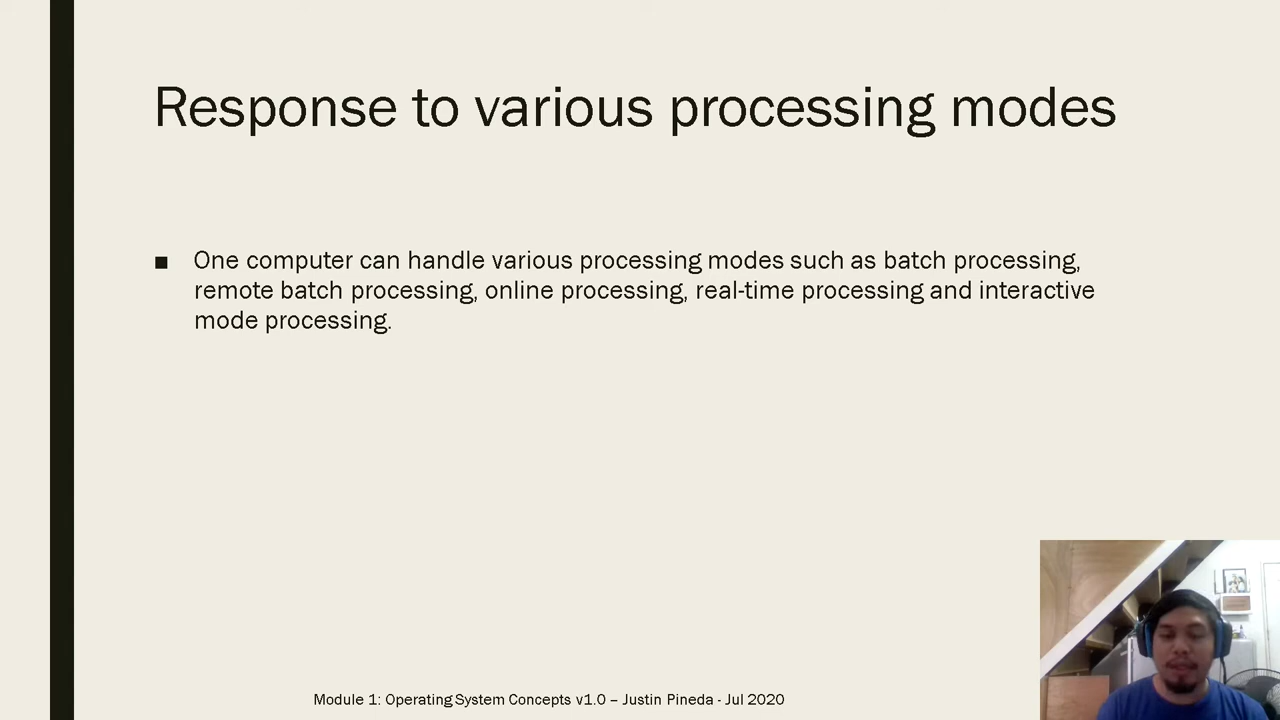 Response to various processing modes
■ One computer can handle various processing modes such as batch processing,
remote batch processing, online processing, real-time processing and interactive
mode processing.
Module 1: Operating System Concepts v1.0 – Justin Pineda - Jul 2020